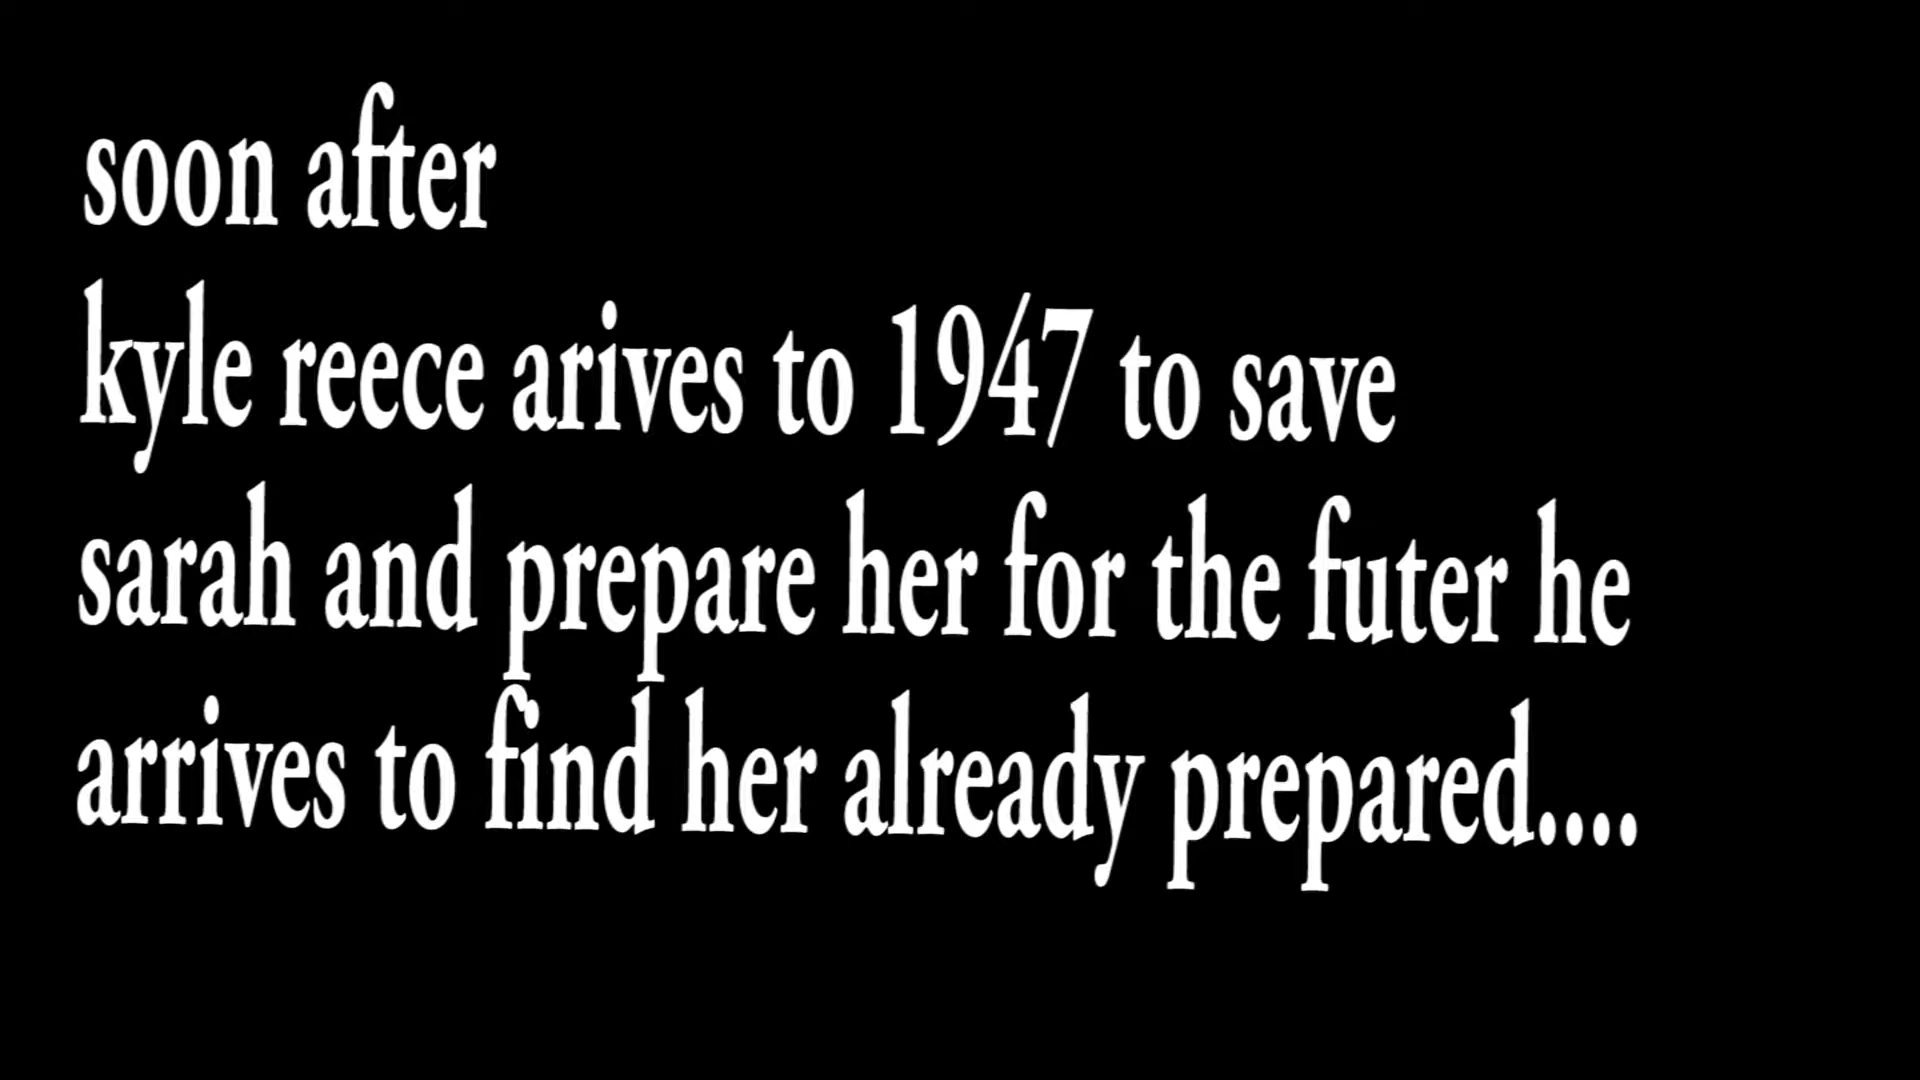 soon after
kyle reece arives to 1947 to save
sarah and prepare her for the futer he
arrives to find her already prepared....